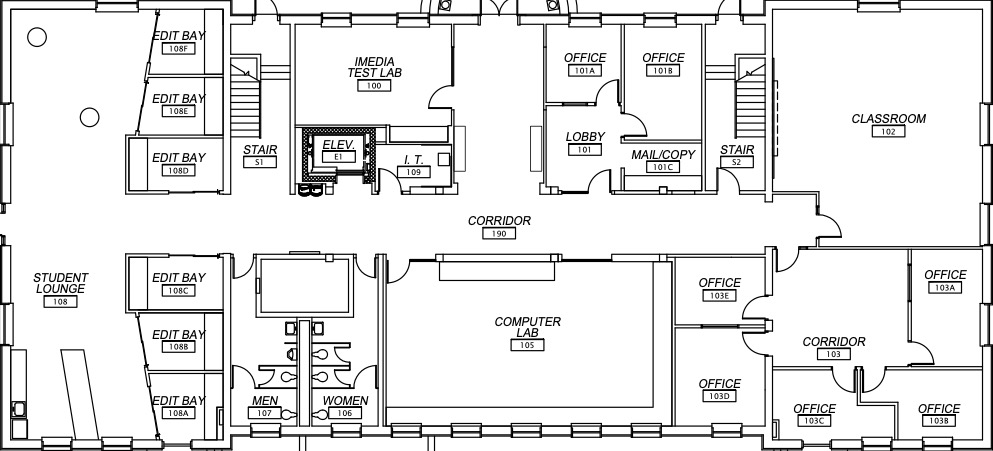 EDIT BAY
108F
IMEDIA
TEST LAB
100
OFFICE
101A
OFFICE
101B
EDIT BAY
108E
CLASSROOM
102
EDIT BAY
108D
STAIR
S1
ELEV.
E1
I. T.
109
LOBBY
101
MAIL/COPY
101C
STAIR
S2
CORRIDOR
190
STUDENT
LOUNGE
108
EDIT BAY
108C
OFFICE
103E
OFFICE
103A
EDIT BAY
108B
COMPUTER
LAB
105
CORRIDOR
103
EDIT BAY
108A
MEN
107
WOMEN
106
OFFICE
103D
OFFICE
103C
OFFICE
103B